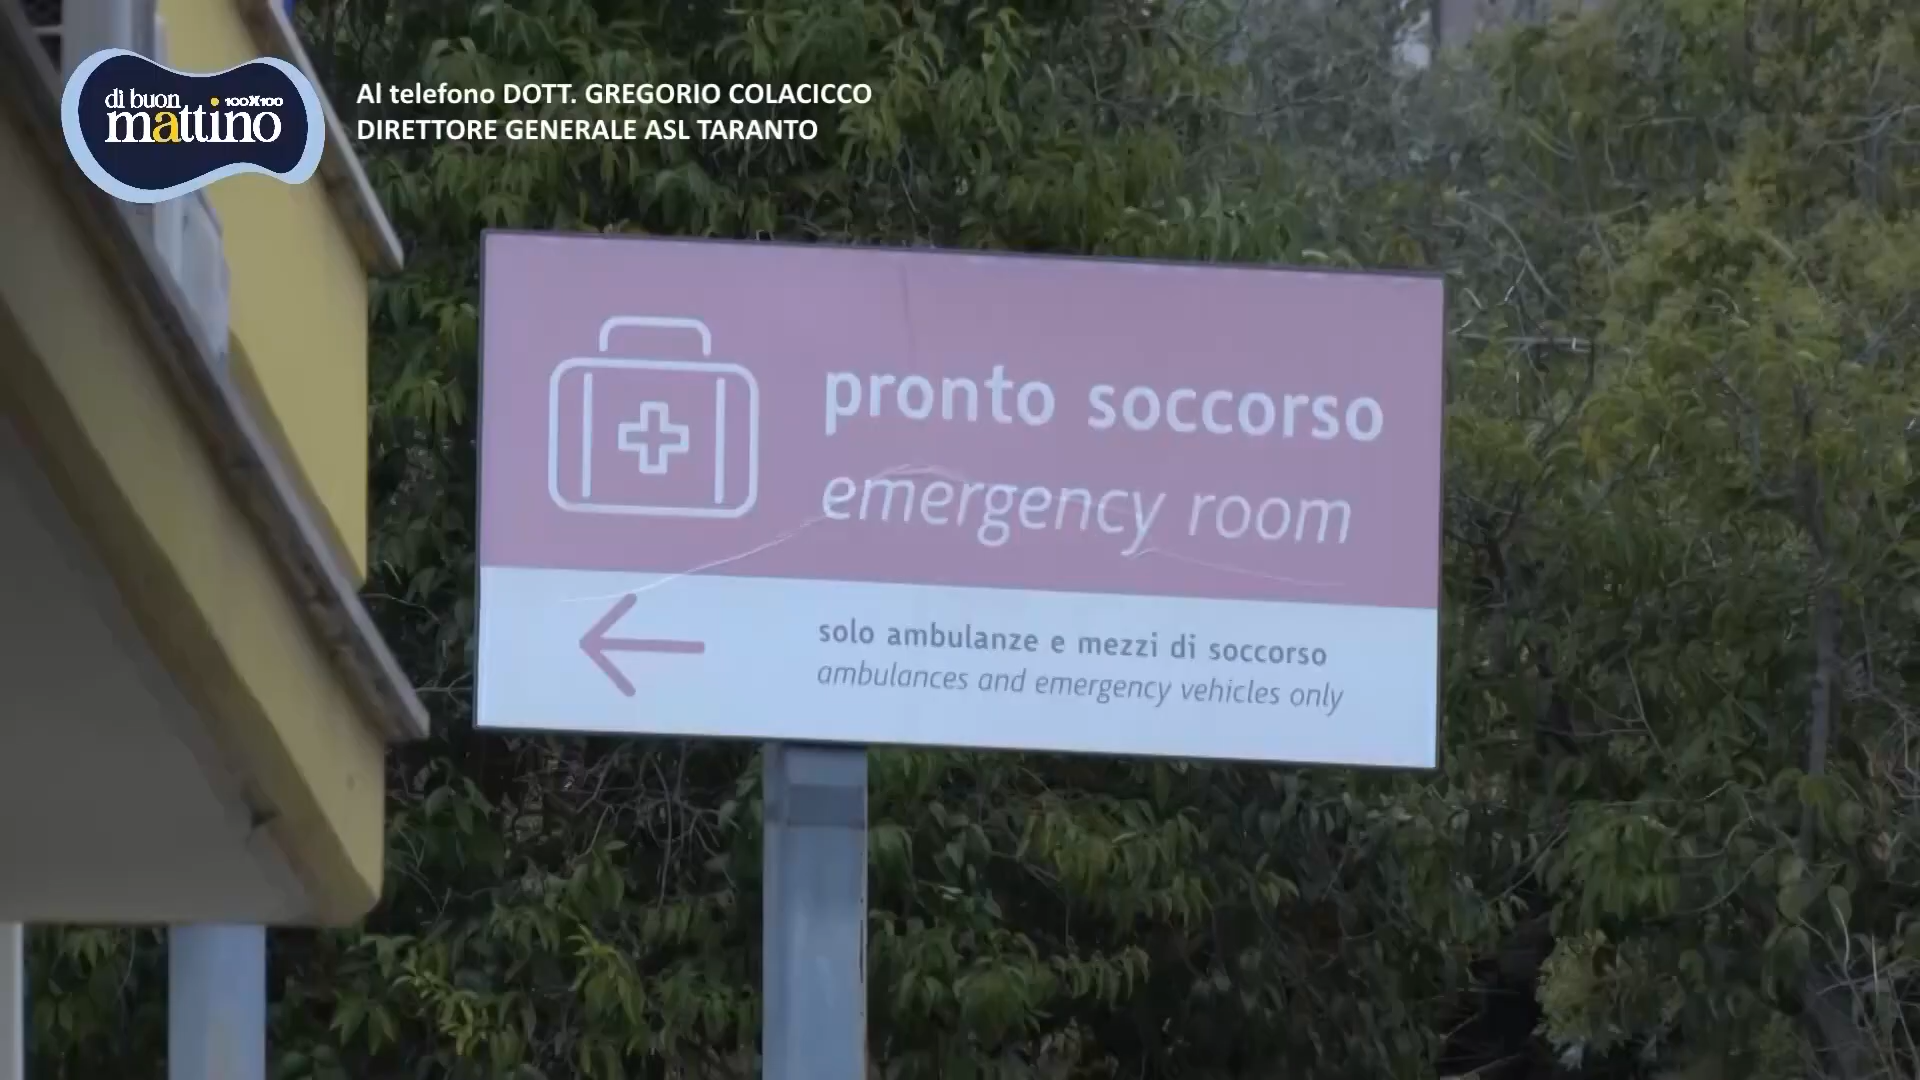 di buon
mattino 100X100
Al telefono DOTT. GREGORIO COLACICCO
DIRETTORE GENERALE ASL TARANTO
pronto soccorso
emergency room
solo ambulanze e mezzi di soccorso
ambulances and emergency vehicles only